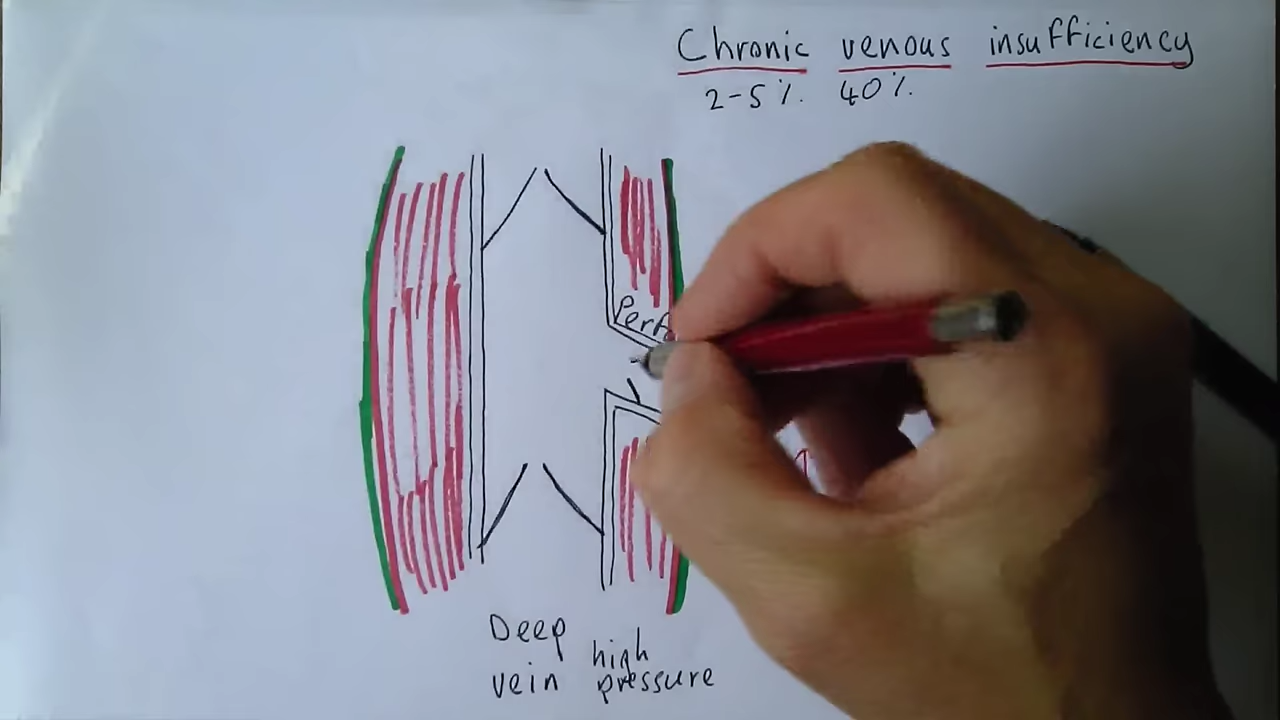 Chronic venous insufficiency
2-5% 40%
Deep
vein high
pressure